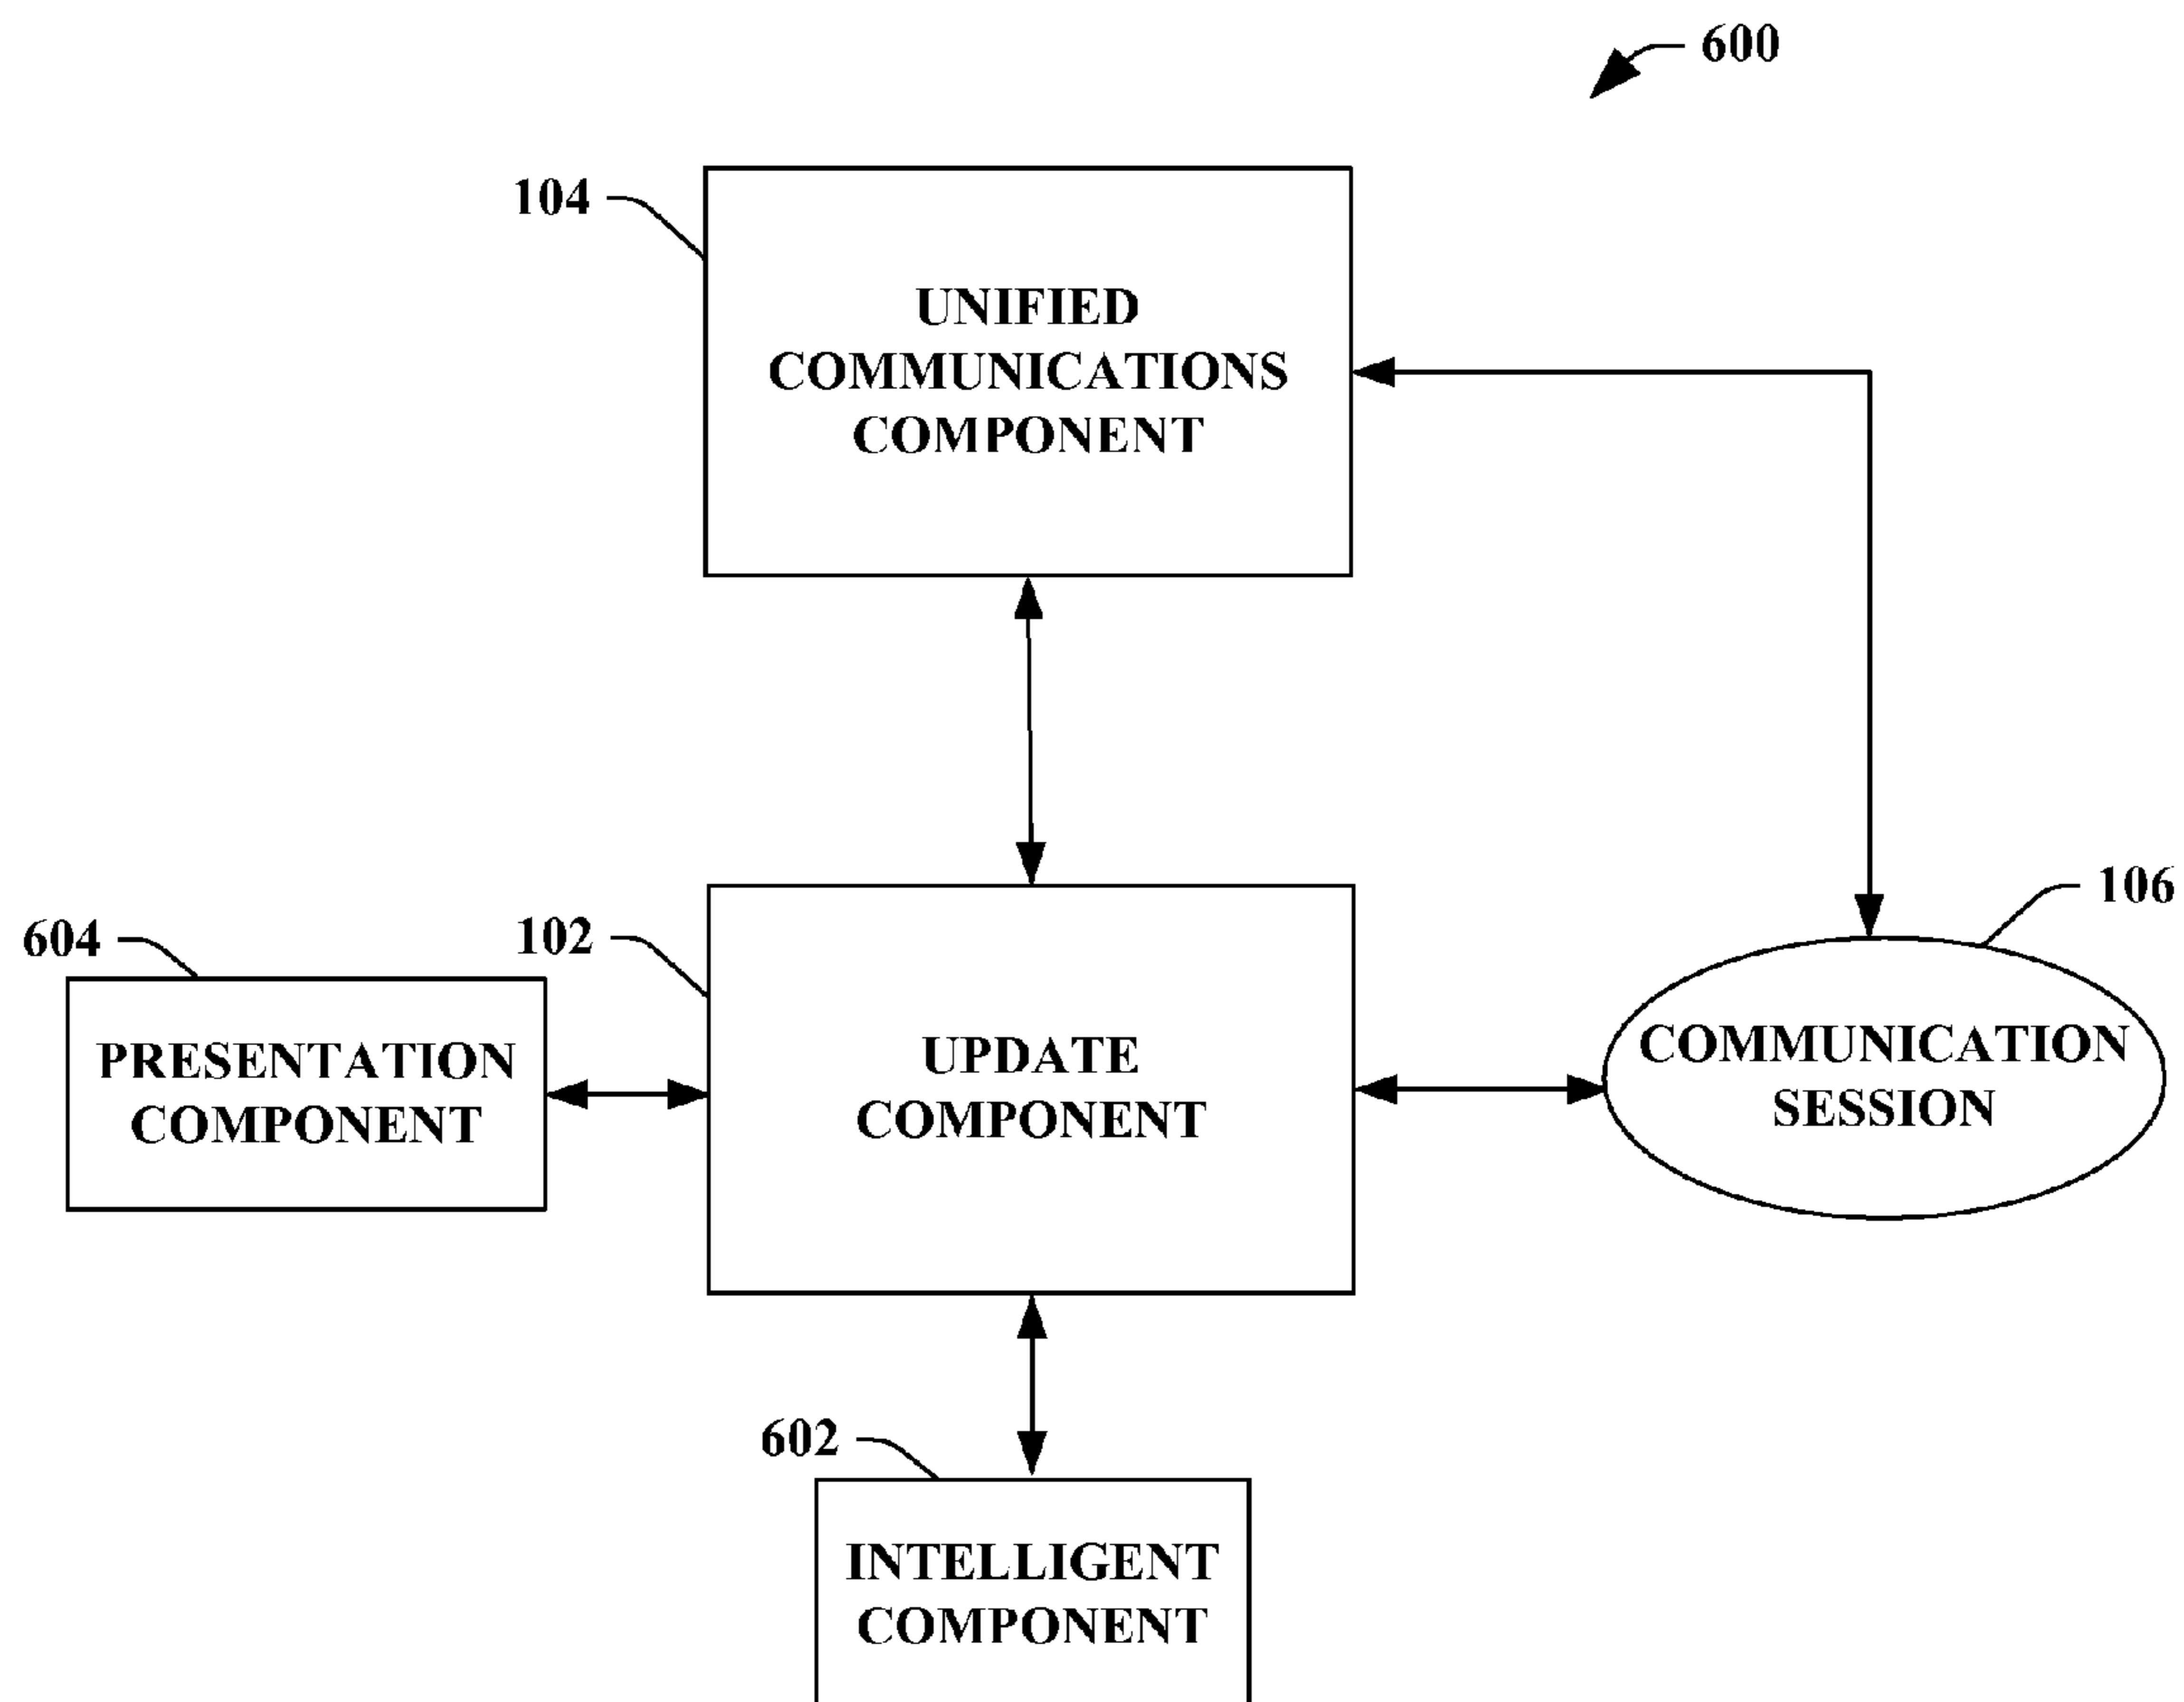 600
104
UNIFIED
COMMUNICATIONS
COMPONENT
106
604
102
PRESENTATION
COMPONENT
UPDATE
COMPONENT
COMMUNICATION
SESSION
602
INTELLIGENT
COMPONENT